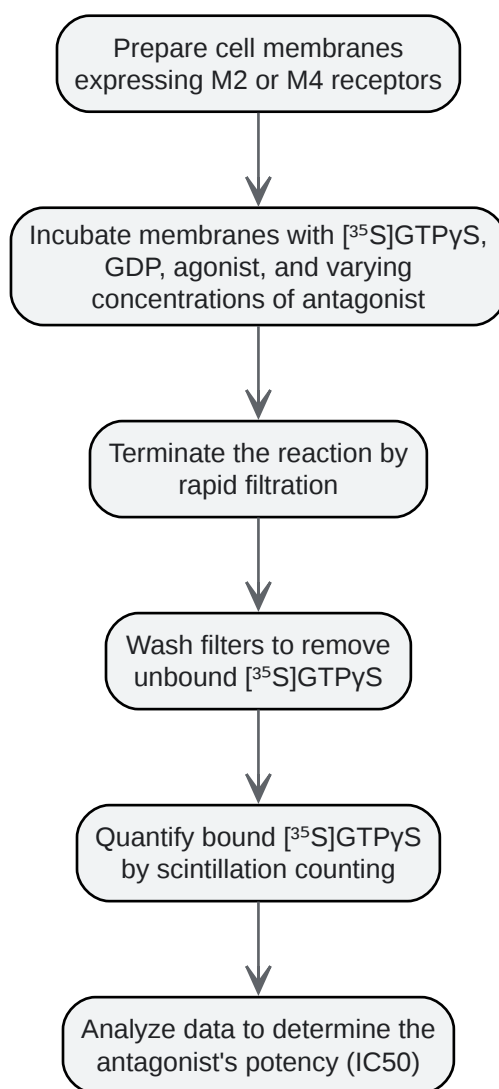 Prepare cell membranes
expressing M2 or M4 receptors
Incubate membranes with [³⁵S]GTPγS,
GDP, agonist, and varying
concentrations of antagonist
Terminate the reaction by
rapid filtration
Wash filters to remove
unbound [³⁵S]GTPγS
Quantify bound [³⁵S]GTPγS
by scintillation counting
Analyze data to determine the
antagonist's potency (IC50)